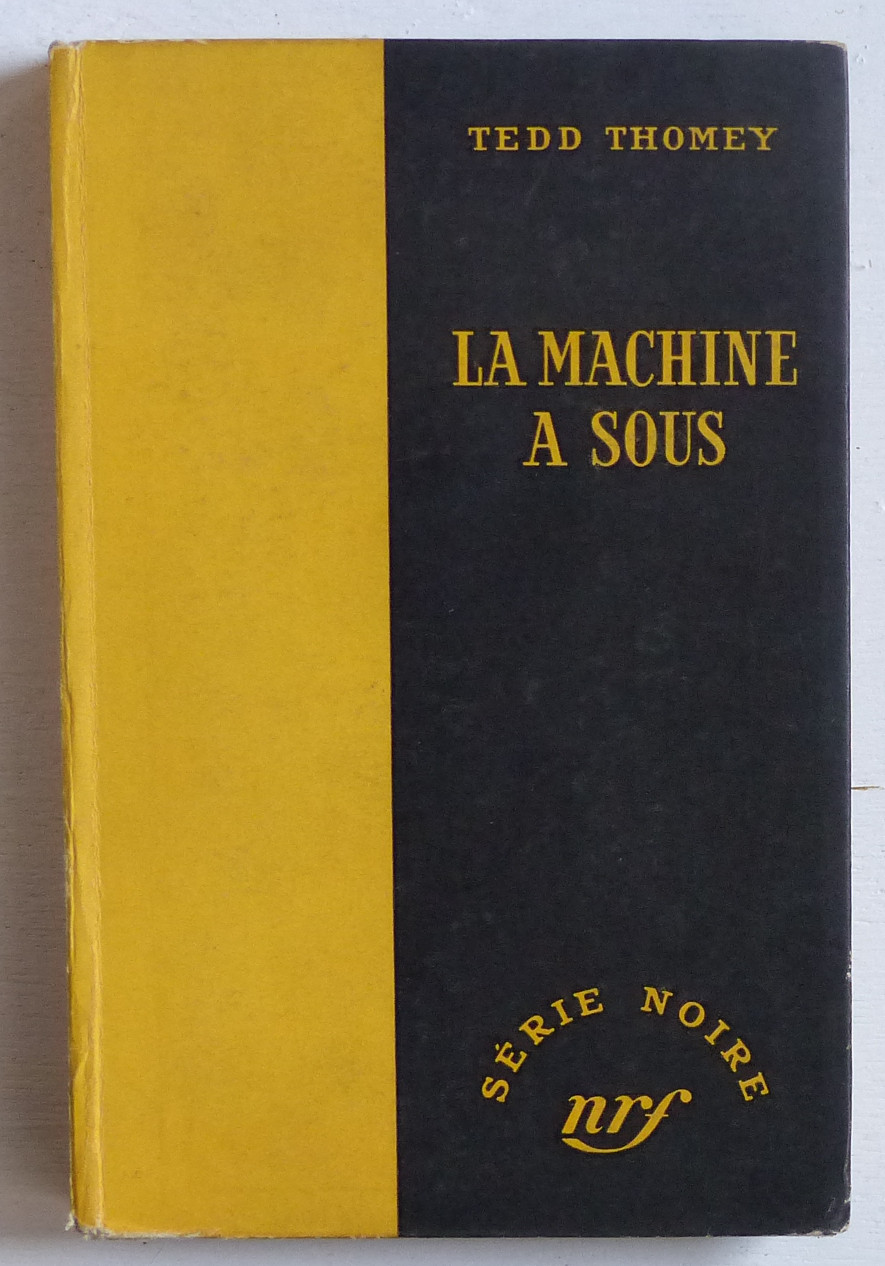 TEDD THOMEY
LA MACHINE
A SOUS
SÉRIE NOIRE
nrf